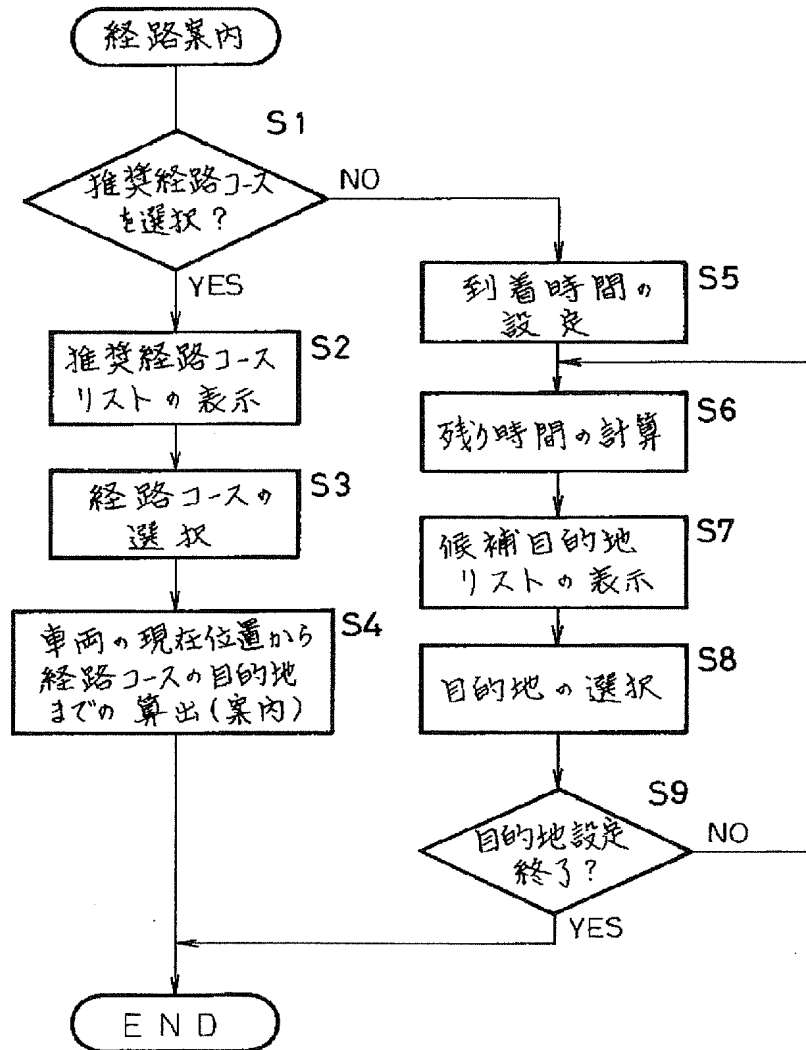 経路案内
S1
推奨経路コース
を選択?
NO
YES
S2
推奨経路コース
リストの表示
S3
経路コースの
選択
S4
車両の現在位置から
経路コースの目的地
までの算出(案内)
S5
到着時間の
設定
S6
残り時間の計算
S7
候補目的地
リストの表示
S8
目的地の選択
S9
目的地設定
終了?
NO
YES
END